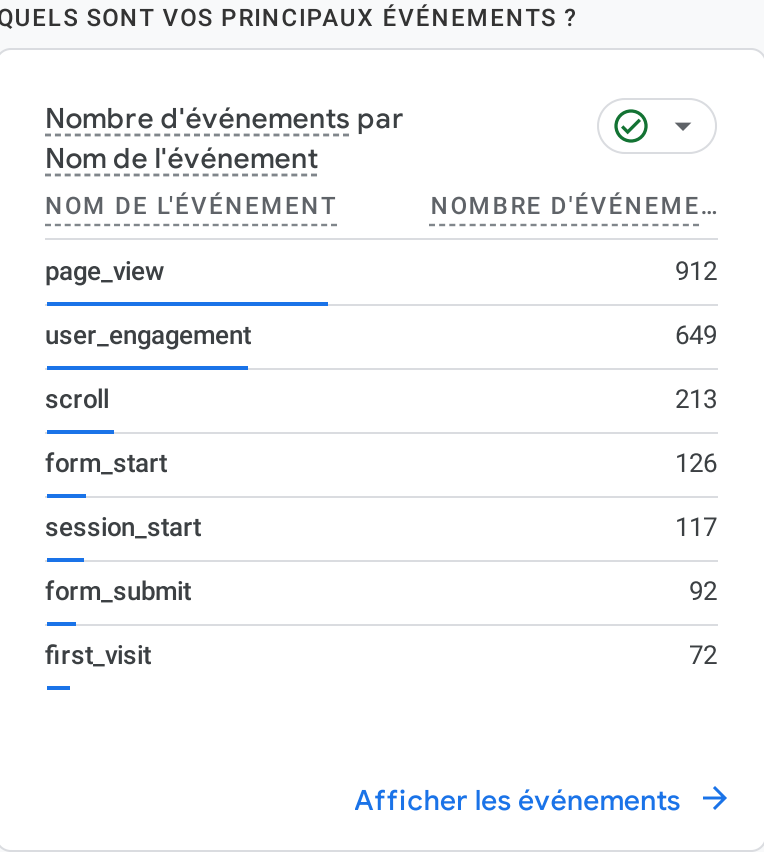 QUELS SONT VOS PRINCIPAUX ÉVÉNEMENTS ?
Nombre d'événements par
Nom de l'événement
NOM DE L'ÉVÉNEMENT NOMBRE D'ÉVÉNEME…
page_view 912
user_engagement 649
scroll 213
form_start 126
session_start 117
form_submit 92
first_visit 72
Afficher les événements